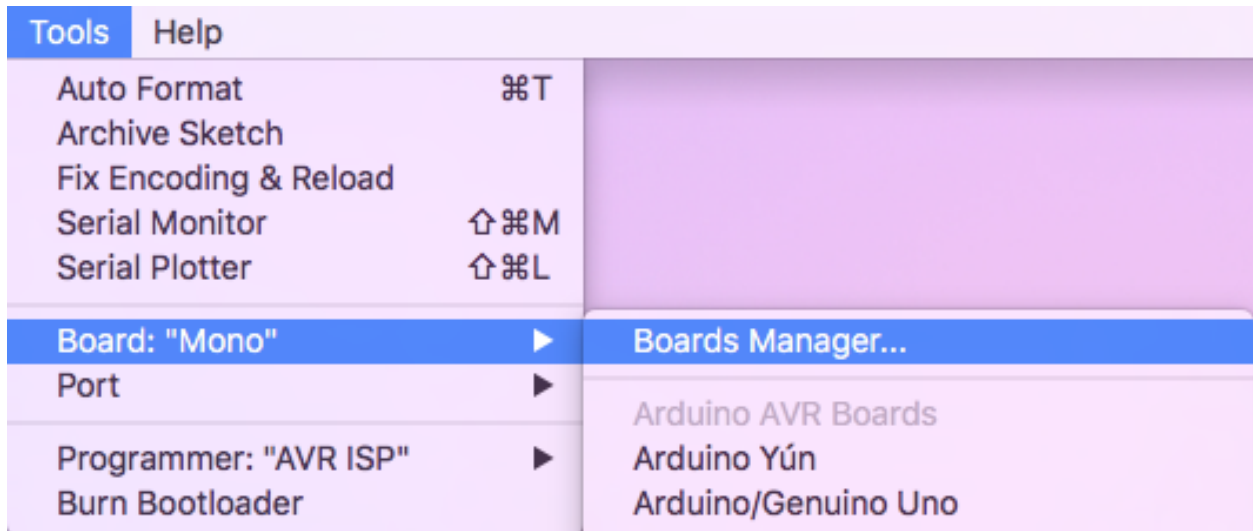 Tools Help
Auto Format ⌘T
Archive Sketch
Fix Encoding & Reload
Serial Monitor ⇧⌘M
Serial Plotter ⇧⌘L
Board: "Mono" ▶
Port ▶
Programmer: "AVR ISP" ▶
Burn Bootloader
Boards Manager...
Arduino AVR Boards
Arduino Yún
Arduino/Genuino Uno